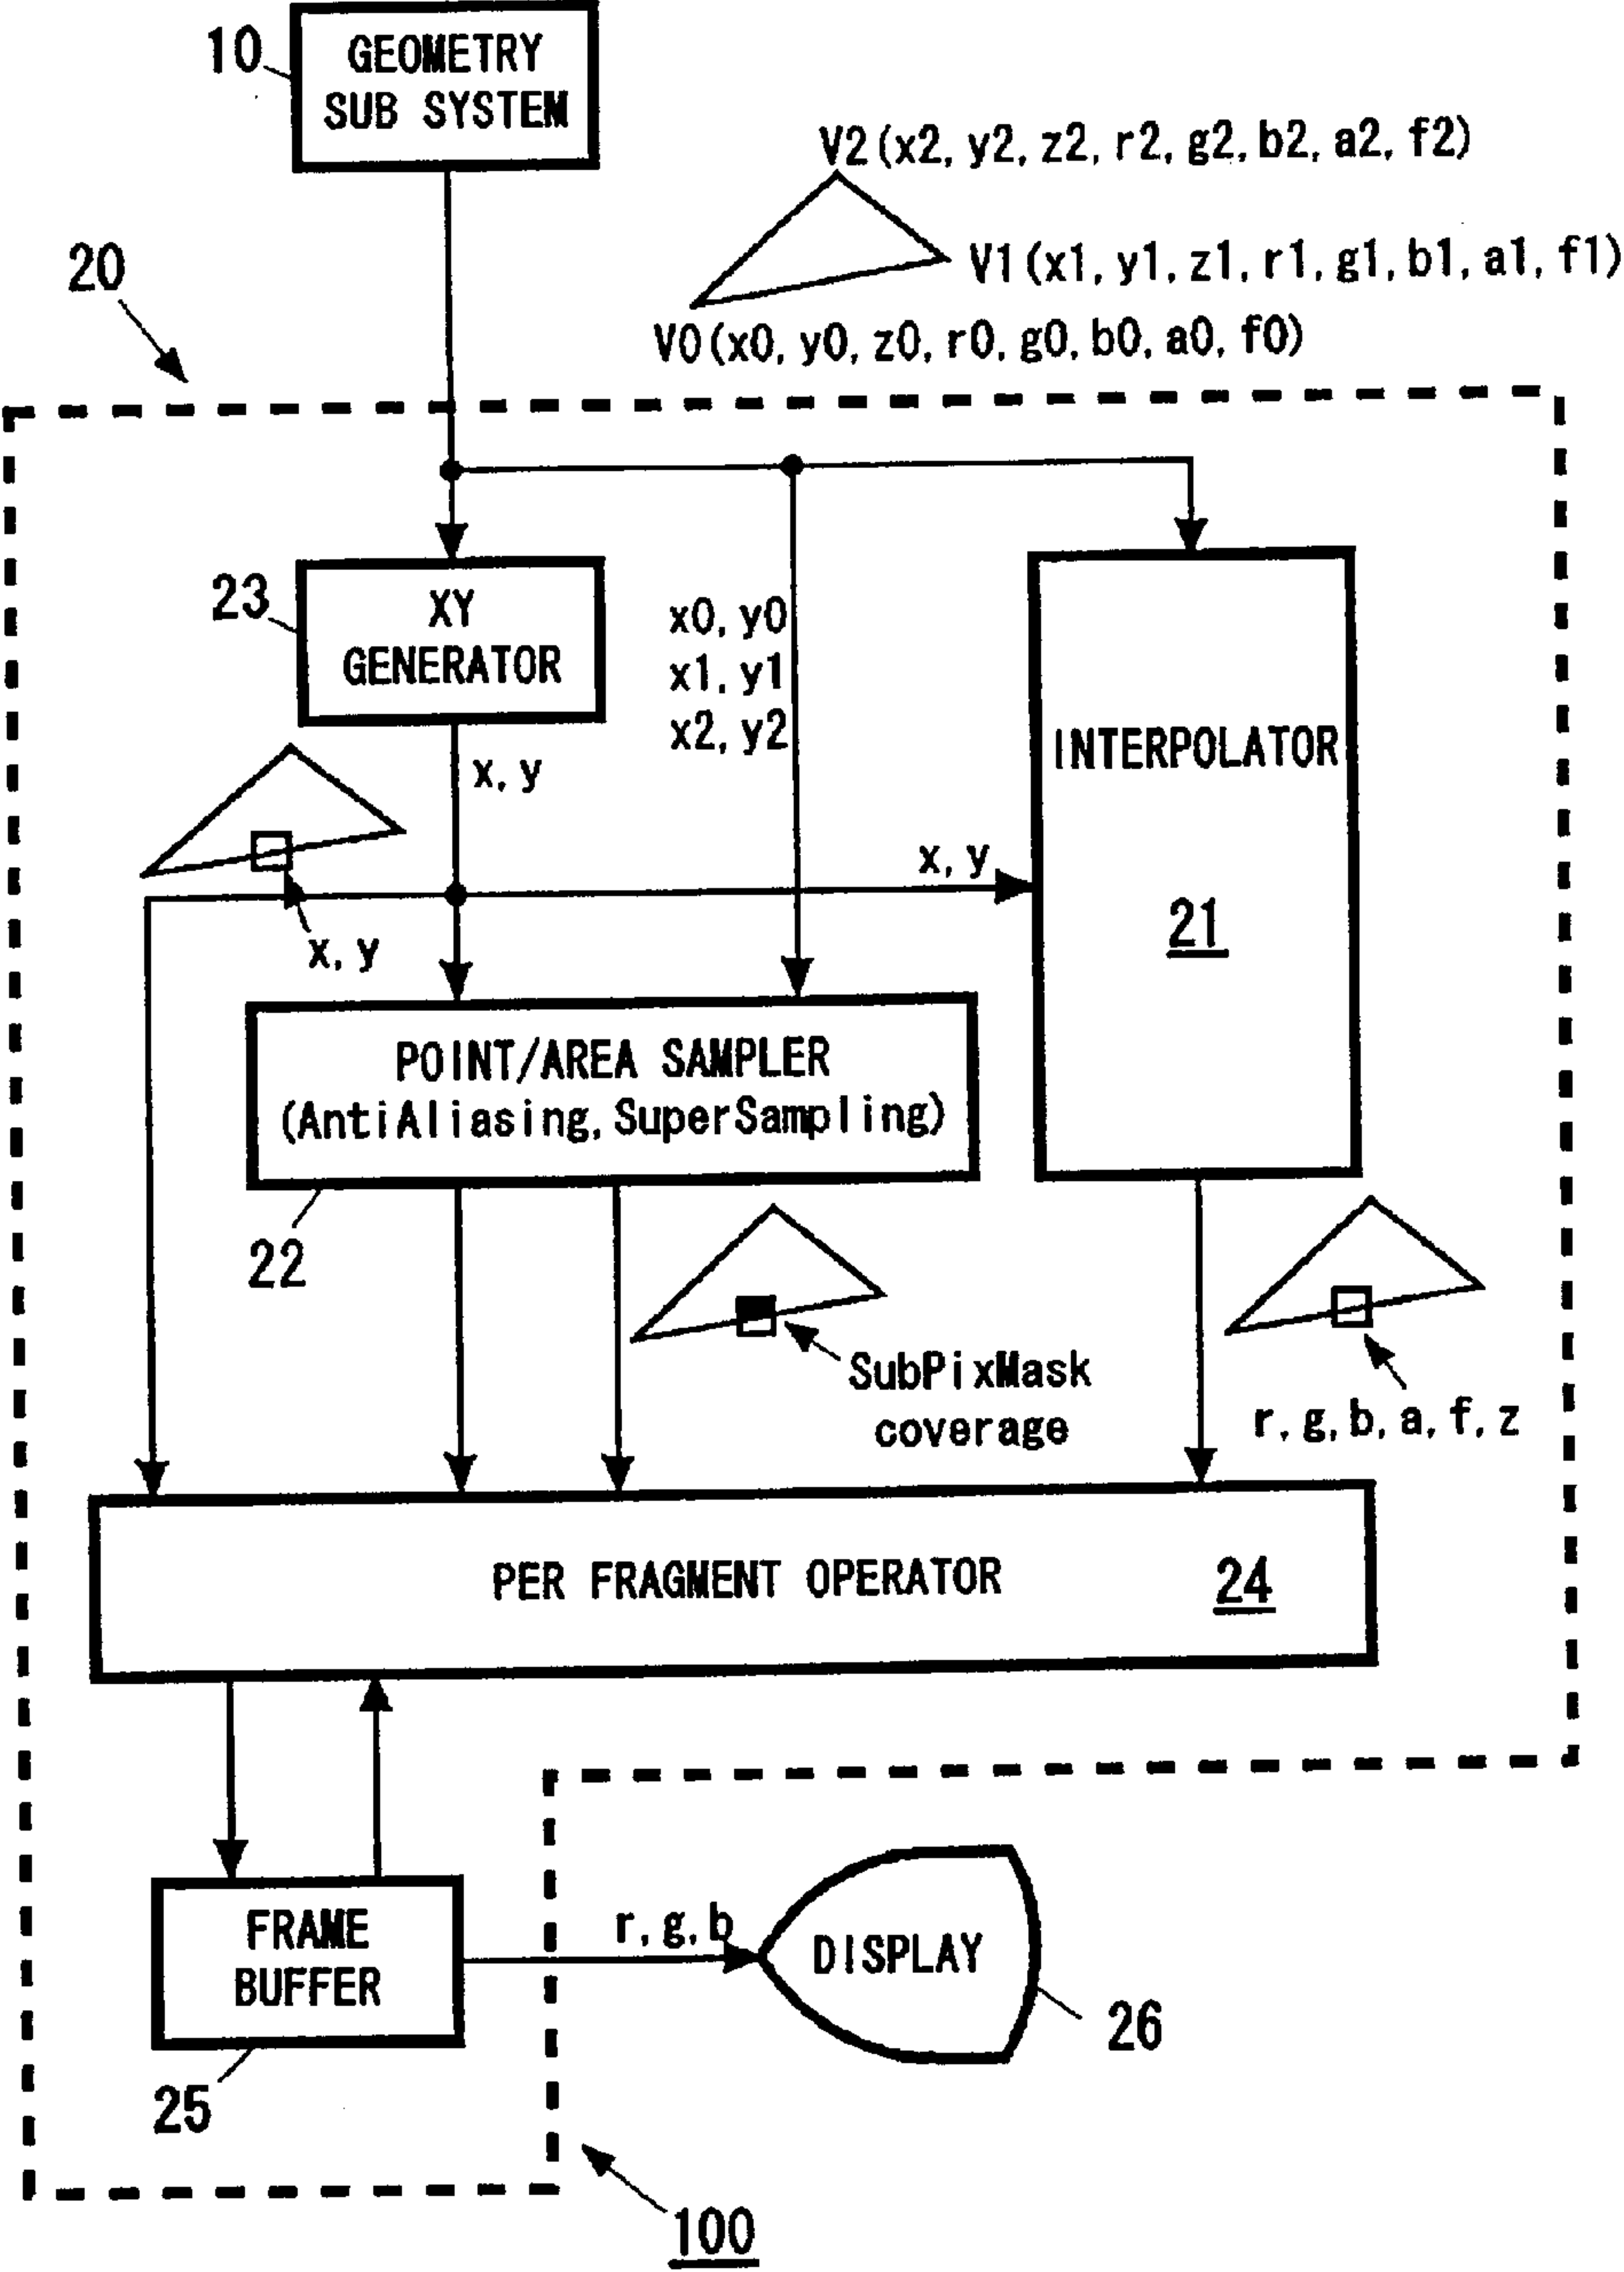 10
GEOMETRY
SUB SYSTEM
V2(x2, y2, z2, r2, g2, b2, a2, f2)
V1(x1, y1, z1, r1, g1, b1, a1, f1)
V0(x0, y0, z0, r0, g0, b0, a0, f0)
20
23
XY
GENERATOR
x0, y0
x1, y1
x2, y2
INTERPOLATOR
21
x, y
x, y
x, y
POINT/AREA SAMPLER
(AntiAliasing, SuperSampling)
22
SubPixMask
coverage
r, g, b, a, f, z
PER FRAGMENT OPERATOR
24
FRAME
BUFFER
25
r, g, b
DISPLAY
26
100